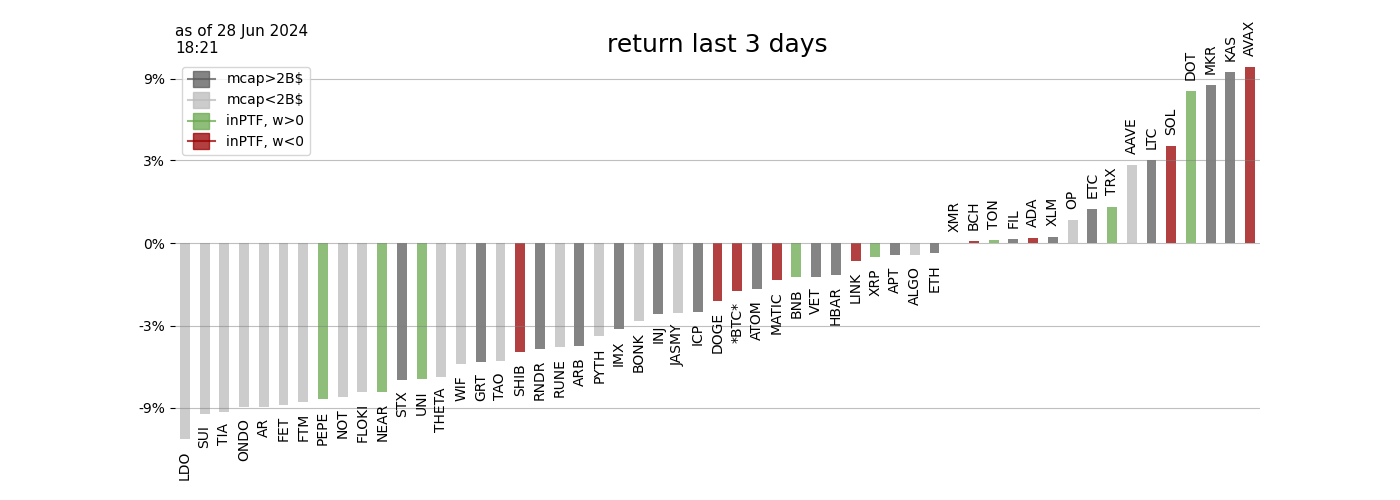 as of 28 Jun 2024
18:21
return last 3 days
mcap>2B$
mcap<2B$
inPTF, w>0
inPTF, w<0
9%
3%
0%
-3%
-9%
LDO
SUI
TIA
ONDO
AR
FET
FTM
PEPE
NOT
FLOKI
NEAR
STX
UNI
THETA
WIF
GRT
TAO
SHIB
RNDR
RUNE
ARB
PYTH
IMX
BONK
INJ
JASMY
ICP
DOGE
*BTC*
ATOM
MATIC
BNB
VET
HBAR
LINK
XRP
APT
ALGO
ETH
XMR
BCH
TON
FIL
ADA
XLM
OP
ETC
TRX
AAVE
LTC
SOL
DOT
MKR
KAS
AVAX